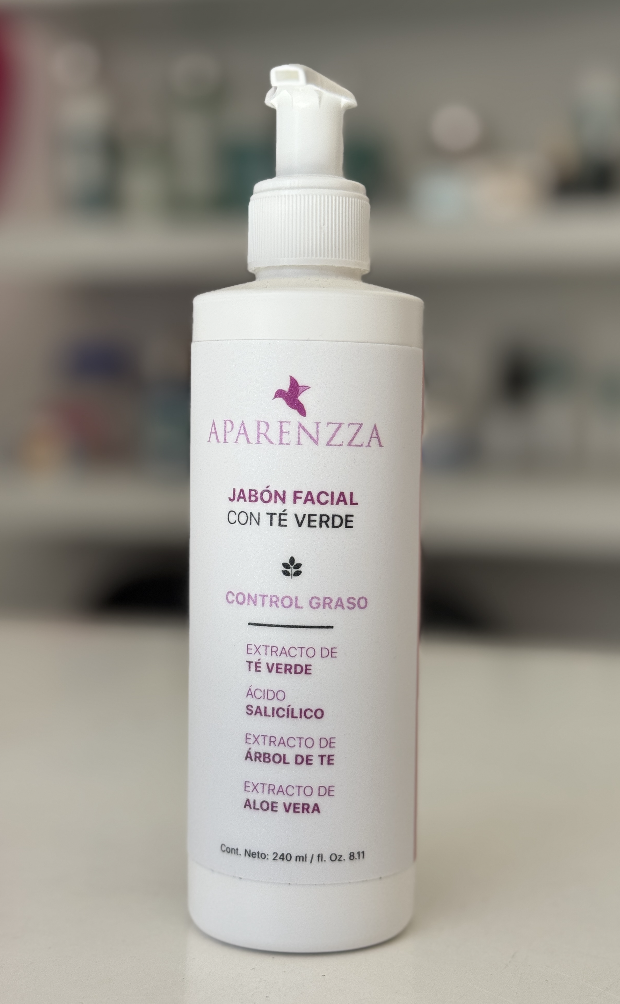 APARENZZA
JABÓN FACIAL
CON TÉ VERDE
CONTROL GRASO
EXTRACTO DE
TÉ VERDE
ÁCIDO
SALICÍLICO
EXTRACTO DE
ÁRBOL DE TE
EXTRACTO DE
ALOE VERA
Cont. Neto: 240 ml / fl. Oz. 8.11